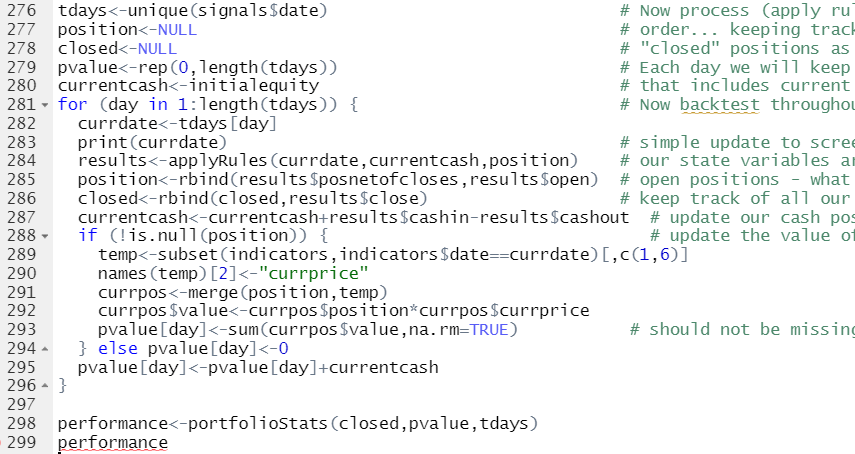 276 tdays<-unique(signals$date) # Now process (apply rul
277 position<-NULL # order... keeping track
278 closed<-NULL # "closed" positions as
279 pvalue<-rep(0,length(tdays)) # Each day we will keep
280 currentcash<-initialequity # that includes current
281 for (day in 1:length(tdays)) { # Now backtest throughou
282 currdate<-tdays[day]
283 print(currdate) # simple update to scree
284 results<-applyRules(currdate,currentcash,position) # our state variables ar
285 position<-rbind(results$posnetofcloses,results$open) # open positions - what
286 closed<-rbind(closed,results$close) # keep track of all our
287 currentcash<-currentcash+results$cashin-results$cashout # update our cash pos
288 if (!is.null(position)) { # update the value of
289 temp<-subset(indicators,indicators$date==currdate)[,c(1,6)]
290 names(temp)[2]<-"currprice"
291 currpos<-merge(position,temp)
292 currpos$value<-currpos$position*currpos$currprice
293 pvalue[day]<-sum(currpos$value,na.rm=TRUE) # should not be missing
294 } else pvalue[day]<-0
295 pvalue[day]<-pvalue[day]+currentcash
296 }
297
298 performance<-portfolioStats(closed,pvalue,tdays)
299 performance